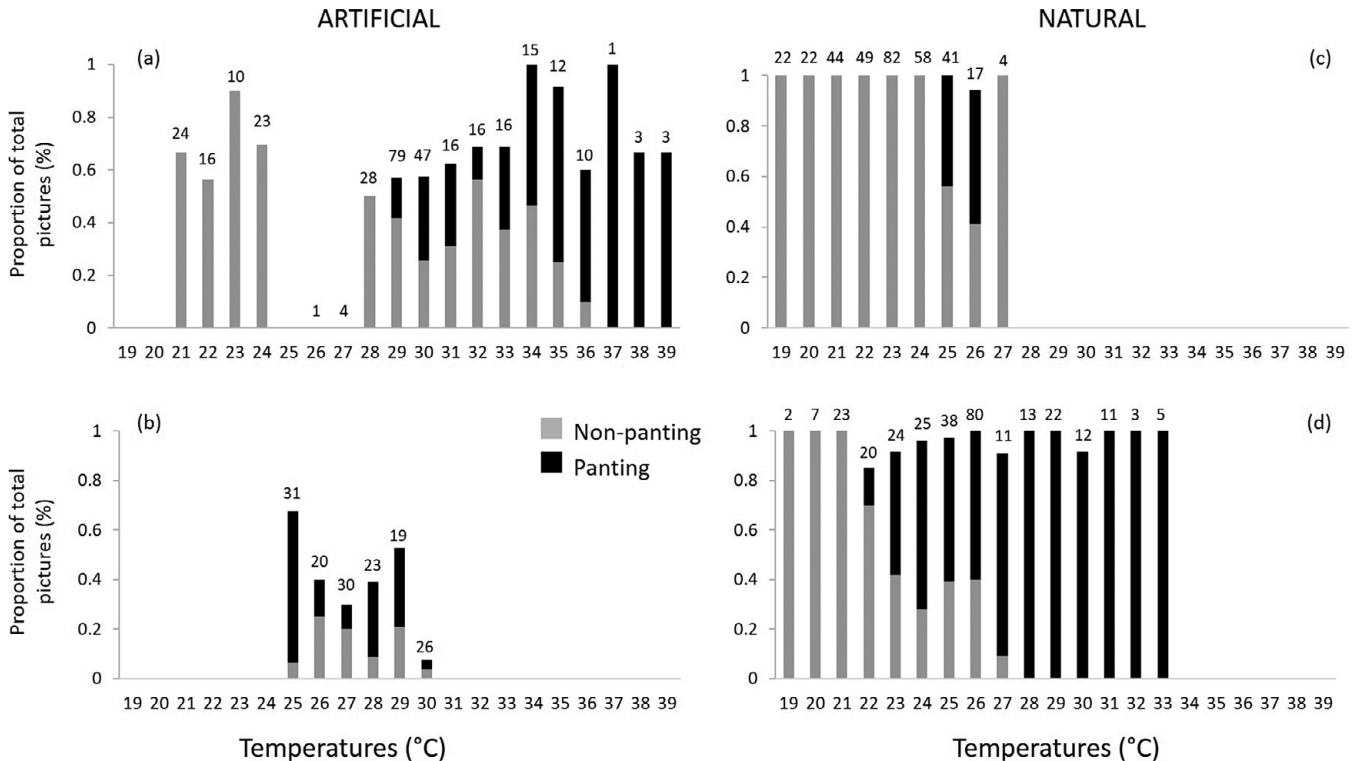 ARTIFICIAL
NATURAL
(a)
Proportion of total
pictures (%)
1
0.8
0.6
0.4
0.2
0
24 16 10 23 1 4 28 79 47 16 16 16 15 12 10 1 3 3
19 20 21 22 23 24 25 26 27 28 29 30 31 32 33 34 35 36 37 38 39
(c)
1
0.8
0.6
0.4
0.2
0
22 22 44 49 82 58 41 17 4
19 20 21 22 23 24 25 26 27 28 29 30 31 32 33 34 35 36 37 38 39
(b)
Proportion of total
pictures (%)
1
0.8
0.6
0.4
0.2
0
31 20 30 23 19 26
Non-panting
Panting
19 20 21 22 23 24 25 26 27 28 29 30 31 32 33 34 35 36 37 38 39
Temperatures (°C)
(d)
1
0.8
0.6
0.4
0.2
0
2 7 23 20 24 25 38 80 11 13 22 12 11 3 5
19 20 21 22 23 24 25 26 27 28 29 30 31 32 33 34 35 36 37 38 39
Temperatures (°C)